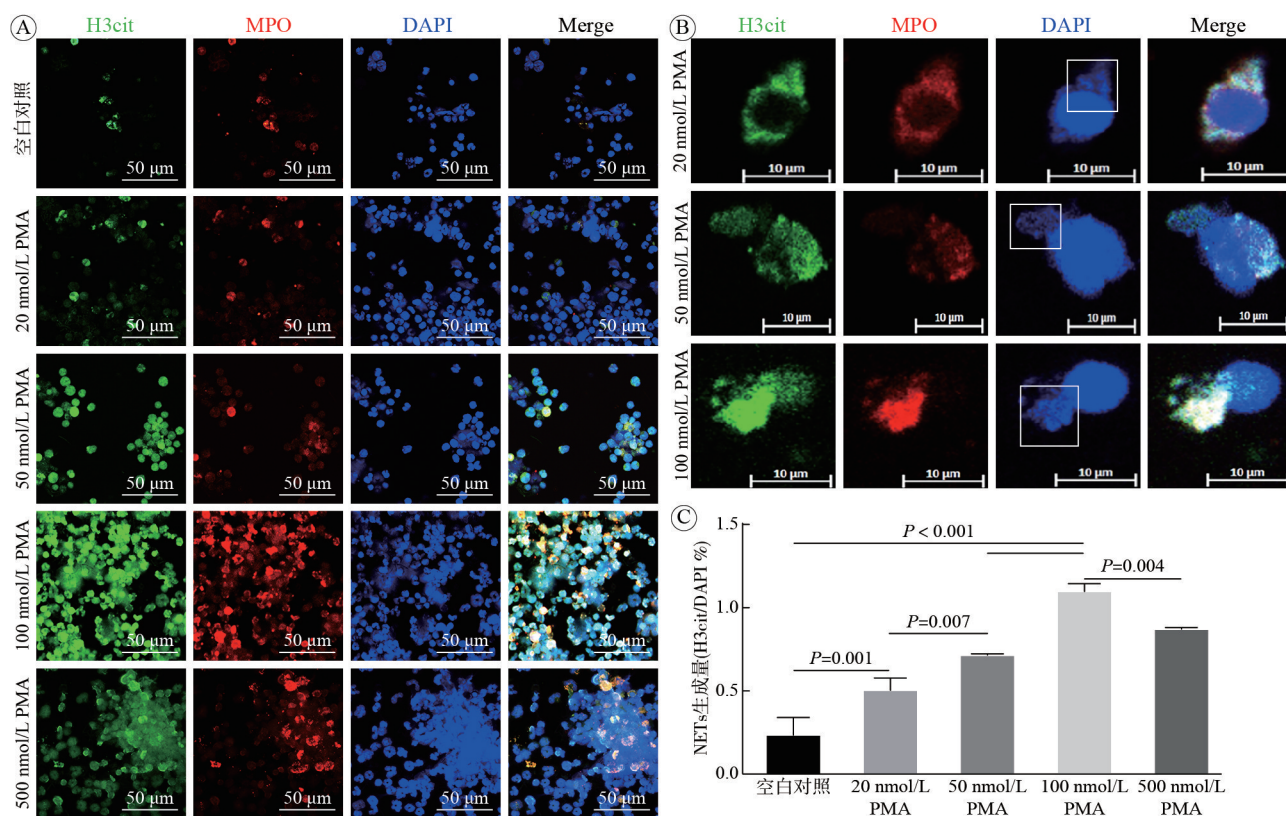 A
H3cit MPO DAPI Merge
空白对照
50 μm 50 μm 50 μm 50 μm
20 nmol/L PMA
50 μm 50 μm 50 μm 50 μm
50 nmol/L PMA
50 μm 50 μm 50 μm 50 μm
100 nmol/L PMA
50 μm 50 μm 50 μm 50 μm
500 nmol/L PMA
50 μm 50 μm 50 μm 50 μm
B
H3cit MPO DAPI Merge
20 nmol/L PMA
10 μm 10 μm 10 μm 10 μm
50 nmol/L PMA
10 μm 10 μm 10 μm 10 μm
100 nmol/L PMA
10 μm 10 μm 10 μm 10 μm
C
NETs生成量(H3cit/DAPI %)
1.5
1.0
0.5
0.0
P < 0.001
P=0.004
P=0.007
P=0.001
空白对照 20 nmol/L 50 nmol/L 100 nmol/L 500 nmol/L
PMA PMA PMA PMA